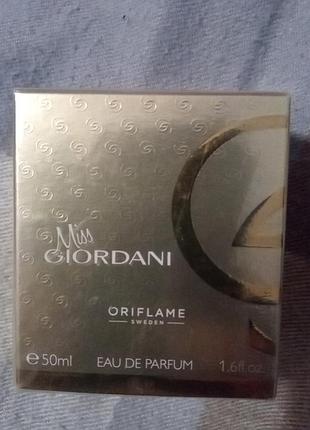 Miss
GIORDANI
ORIFLAME
SWEDEN
℮50ml EAU DE PARFUM 1.6fl.oz.